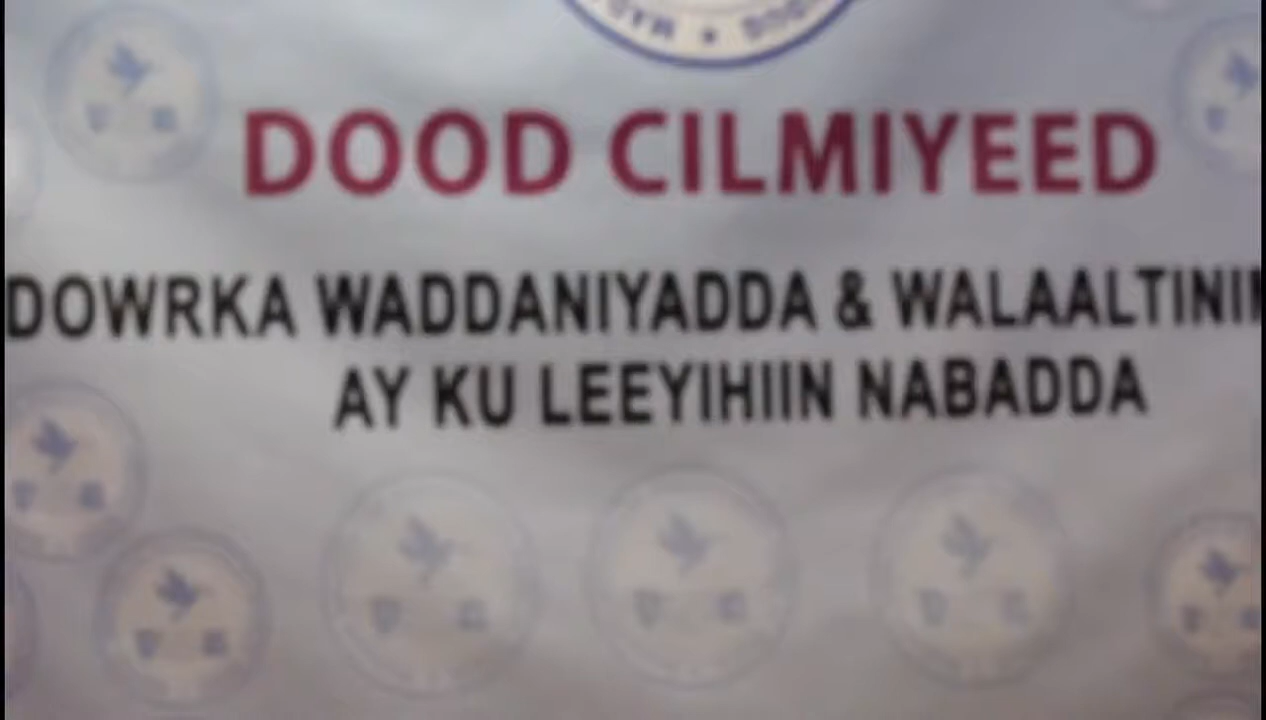 DOOD CILMIYEED
DOWRKA WADDANIYADDA & WALAALTINI
AY KU LEEYIHIIN NABADDA